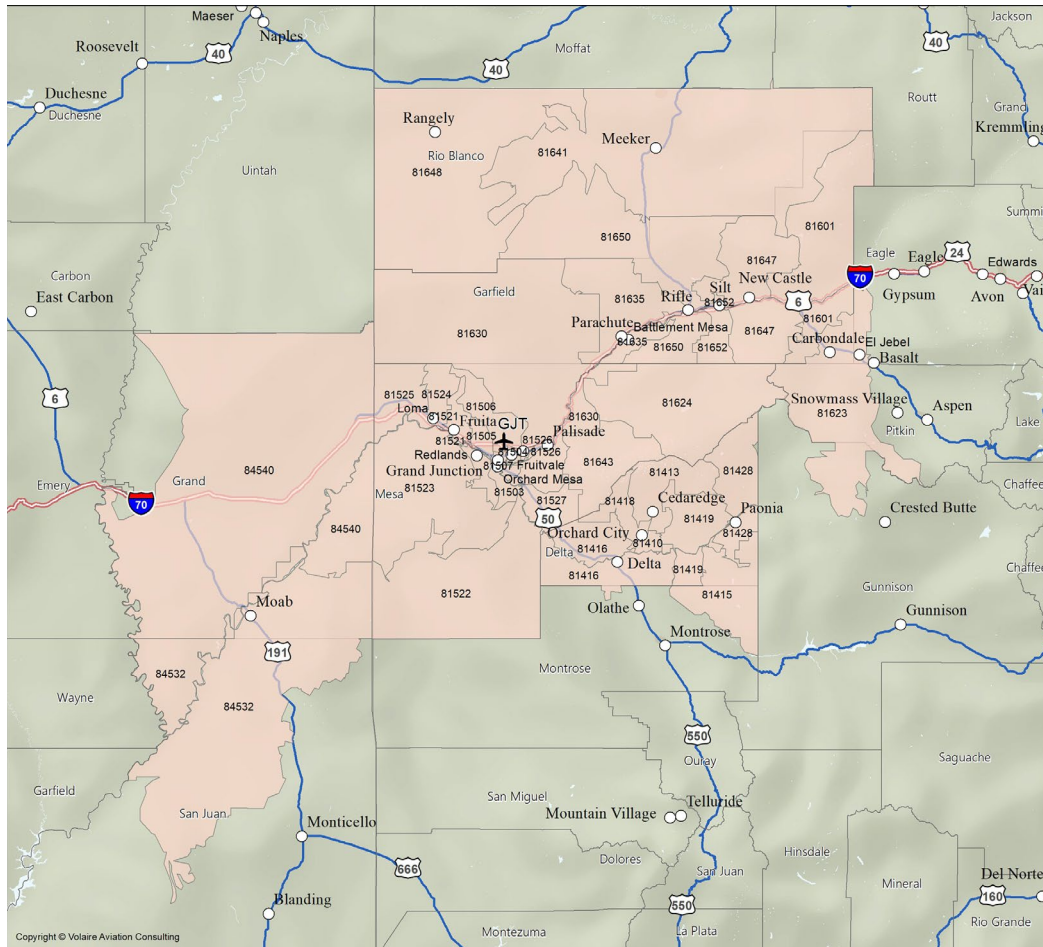 Maeser
Naples
Jackson
Roosevelt
40
Moffat
40
40
Duchesne
Duchesne
Routt
Grand
Kremmling
Rangely
Rio Blanco
81648
81641
Meeker
Uintah
81601
Summi
81650
81647
Eagle
Eagle
24
Edwards
Carbon
East Carbon
70
Gypsum
Avon
Vai
Garfield
81635
Rifle
Silt
New Castle
81652
6
81601
Parachute
Battlement Mesa
81630
81635
81650
81652
81647
Carbondale
El Jebel
Basalt
6
81525
81524
Loma
81521
Fruita
81506
GJT
81630
81624
Snowmass Village
81623
Aspen
Pitkin
Lake
81521
81505
81526
Palisade
Redlands
81504
81526
Grand Junction
81507
Fruitvale
Orchard Mesa
81643
81413
81428
84540
Emery
Grand
70
Mesa
81523
81503
81527
81418
Cedaredge
Chaffee
84540
50
81419
Paonia
Crested Butte
Orchard City
81410
81428
Delta
81416
Delta
81416
81419
Chaffe
81522
81415
Gunnison
Moab
Olathe
Gunnison
191
Montrose
84532
Montrose
Wayne
84532
550
Ouray
Saguache
Garfield
San Juan
San Miguel
Mountain Village
Telluride
Monticello
Dolores
Hinsdale
666
San Juan
Mineral
Del Norte
Blanding
550
160
Rio Grande
Montezuma
La Plata
Copyright © Volaire Aviation Consulting